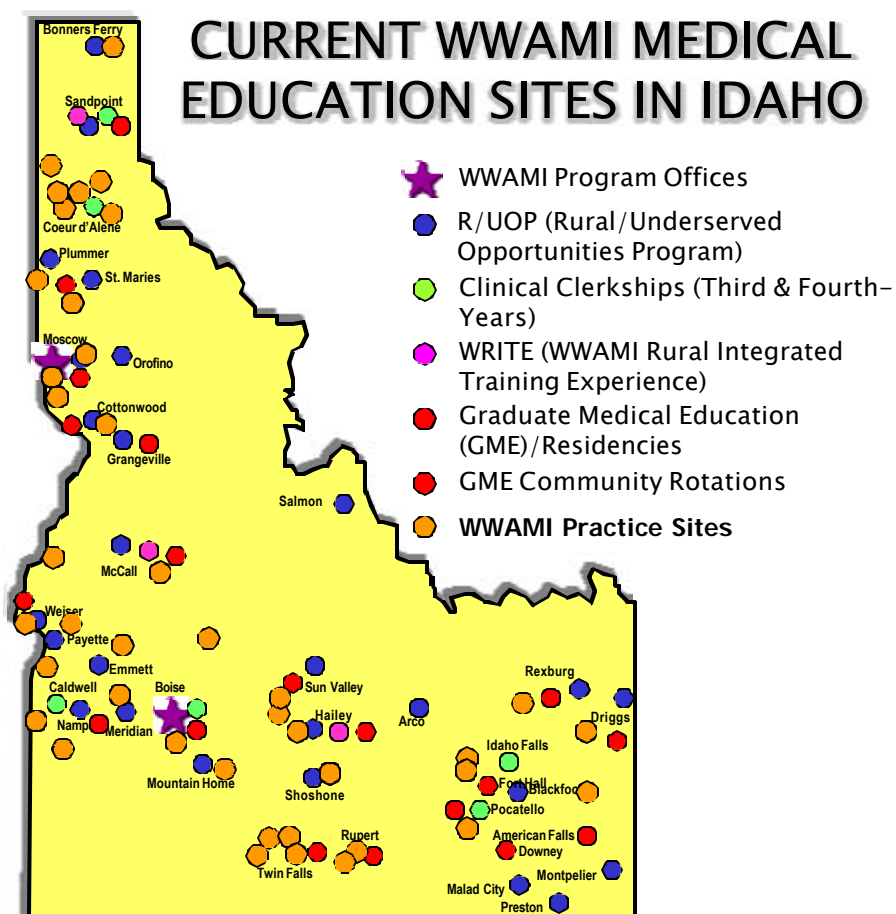 CURRENT WWAMI MEDICAL
EDUCATION SITES IN IDAHO
WWAMI Program Offices
R/UOP (Rural/Underserved
Opportunities Program)
Clinical Clerkships (Third & Fourth-
Years)
WRITE (WWAMI Rural Integrated
Training Experience)
Graduate Medical Education
(GME)/Residencies
GME Community Rotations
WWAMI Practice Sites
Bonners Ferry
Sandpoint
Coeur d'Alene
Plummer
St. Maries
Moscow
Orofino
Cottonwood
Grangeville
Salmon
McCall
Weiser
Payette
Emmett
Caldwell
Boise
Namp
Meridian
Mountain Home
Sun Valley
Hailey
Arco
Shoshone
Rexburg
Driggs
Idaho Falls
Fort Hall
Blackfoo
Pocatello
American Falls
Downey
Rupert
Twin Falls
Montpelier
Malad City
Preston